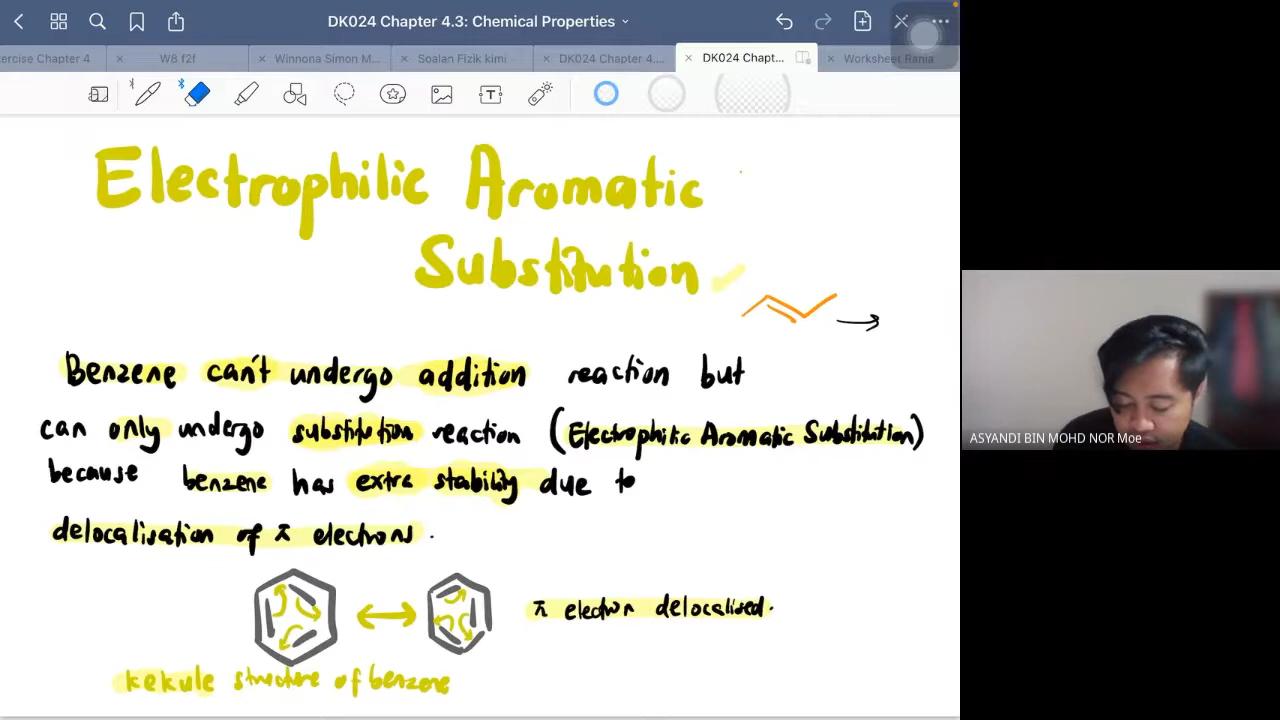 DK024 Chapter 4.3: Chemical Properties
ercise Chapter 4
W8 f2f
Winnona Simon M...
Soalan Fizik kimi
DK024 Chapter 4....
DK024 Chapt...
Worksheet Rania
Electrophilic Aromatic
Substitution
Benzene can't undergo addition reaction but
can only undergo substitution reaction (Electrophilic Aromatic Substitution)
because benzene has extra stability due to
delocalisation of π electrons.
π electron delocalised.
kekule structure of benzene
ASYANDI BIN MOHD NOR Moe